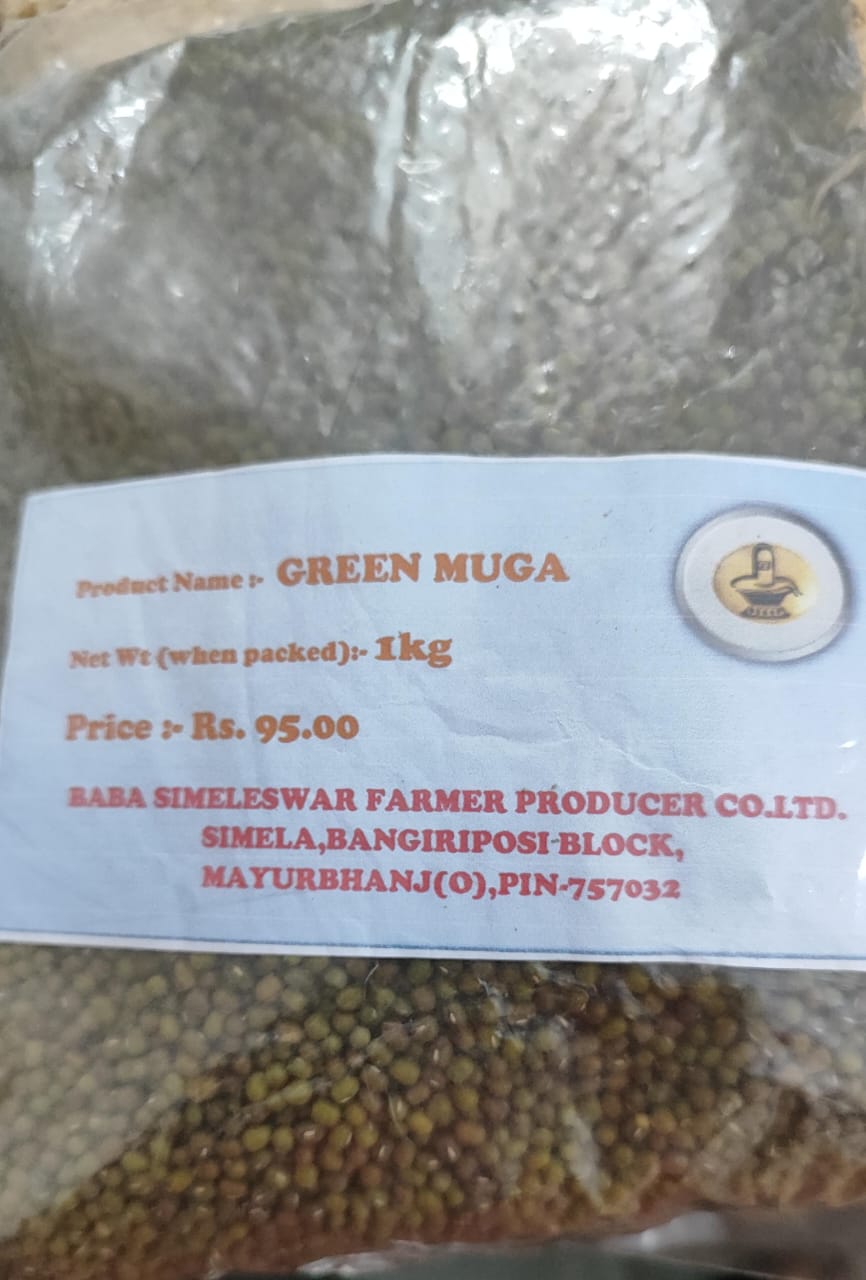 Product Name :- GREEN MUGA
Net Wt (when packed):- 1kg
Price :- Rs. 95.00
BABA SIMELESWAR FARMER PRODUCER CO.LTD.
SIMELA,BANGIRIPOSI-BLOCK,
MAYURBHANJ(O),PIN-757032